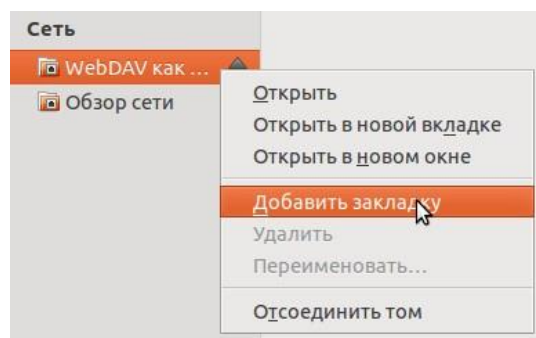 Сеть
WebDAV как ...
Обзор сети
Открыть
Открыть в новой вкладке
Открыть в новом окне
Добавить закладку
Удалить
Переименовать...
Отсоединить том